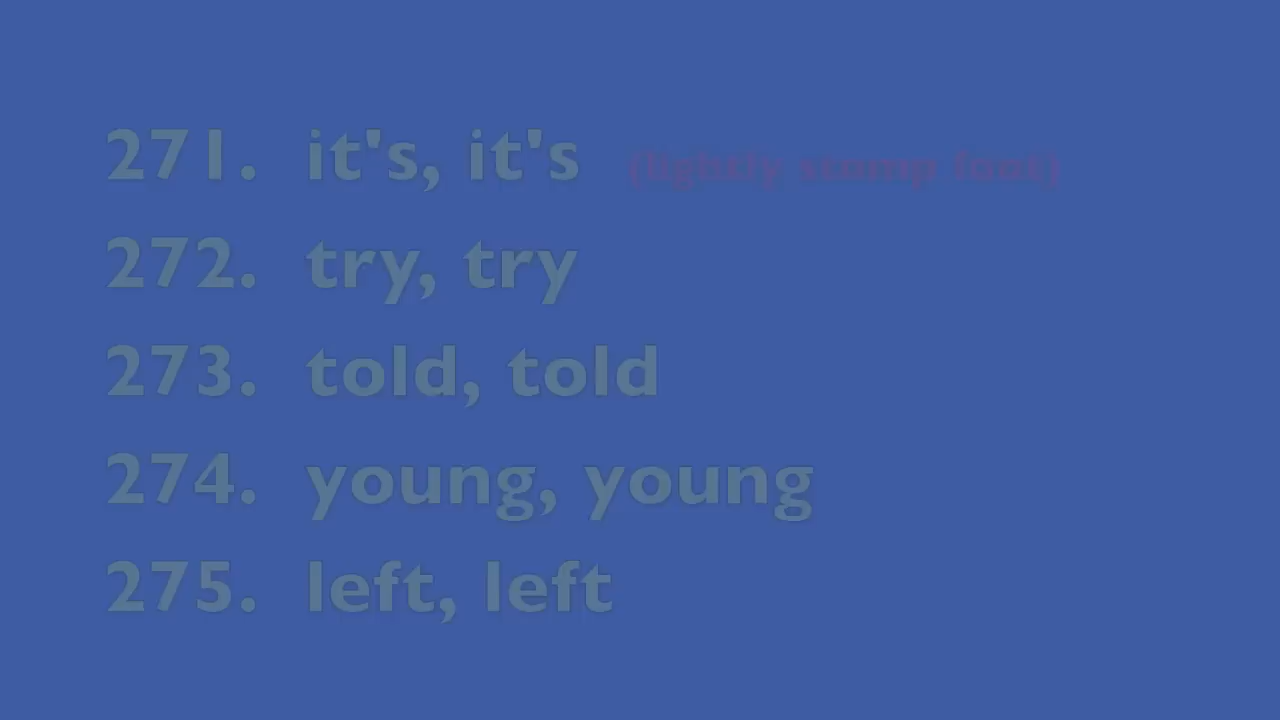 271. it's, it's (lightly stomp foot)
272. try, try
273. told, told
274. young, young
275. left, left